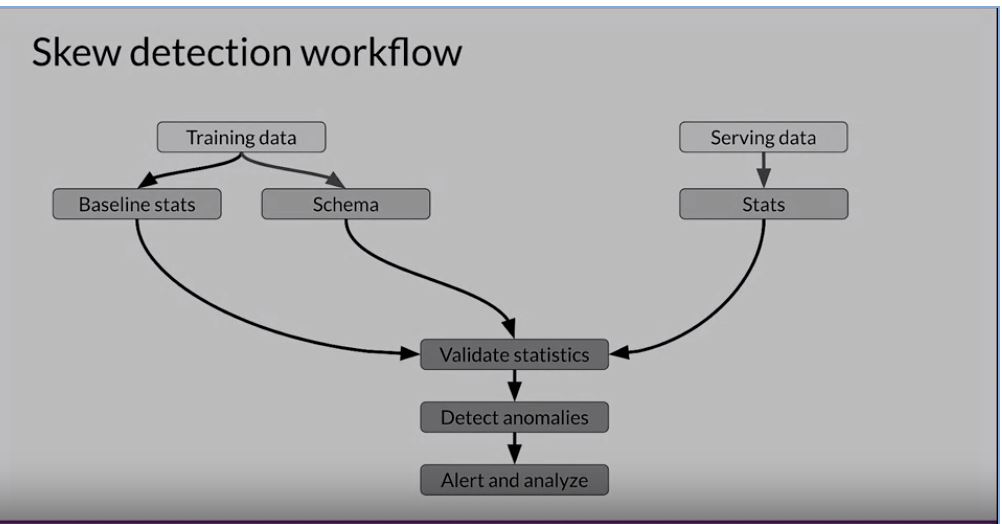 Skew detection workflow
Training data
Serving data
Baseline stats
Schema
Stats
Validate statistics
Detect anomalies
Alert and analyze